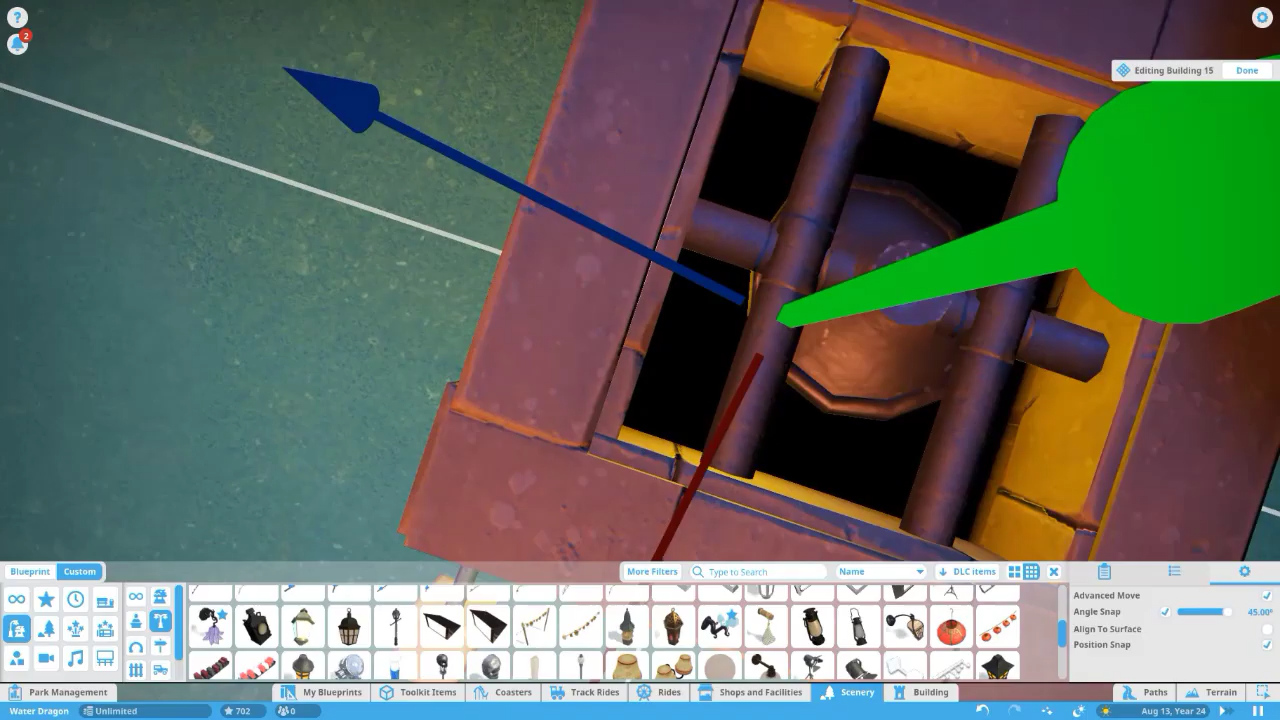 2
Editing Building 15
Done
Blueprint
Custom
More Filters
Type to Search
Name
DLC items
Advanced Move
Angle Snap
45.00°
Align To Surface
Position Snap
Park Management
My Blueprints
Toolkit Items
Coasters
Track Rides
Rides
Shops and Facilities
Scenery
Building
Paths
Terrain
Water Dragon
Unlimited
702
0
Aug 13, Year 24